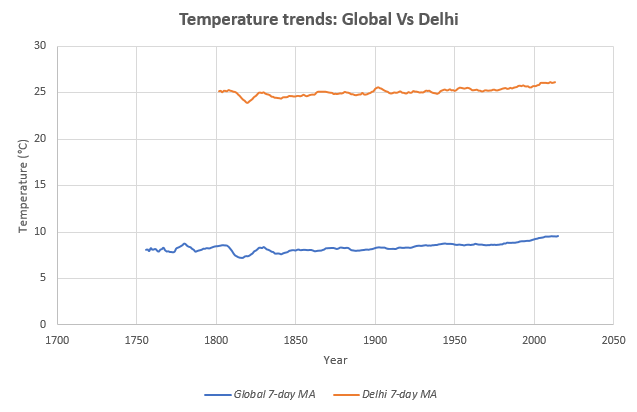 Temperature trends: Global Vs Delhi
30
25
20
15
10
5
0
Temperature (°C)
1700 1750 1800 1850 1900 1950 2000 2050
Year
Global 7-day MA Delhi 7-day MA